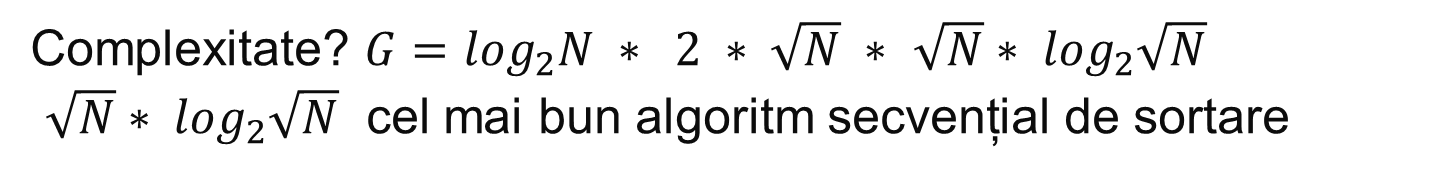 Complexitate? G = log₂N * 2 * √N * √N * log₂√N
√N * log₂√N cel mai bun algoritm secvențial de sortare